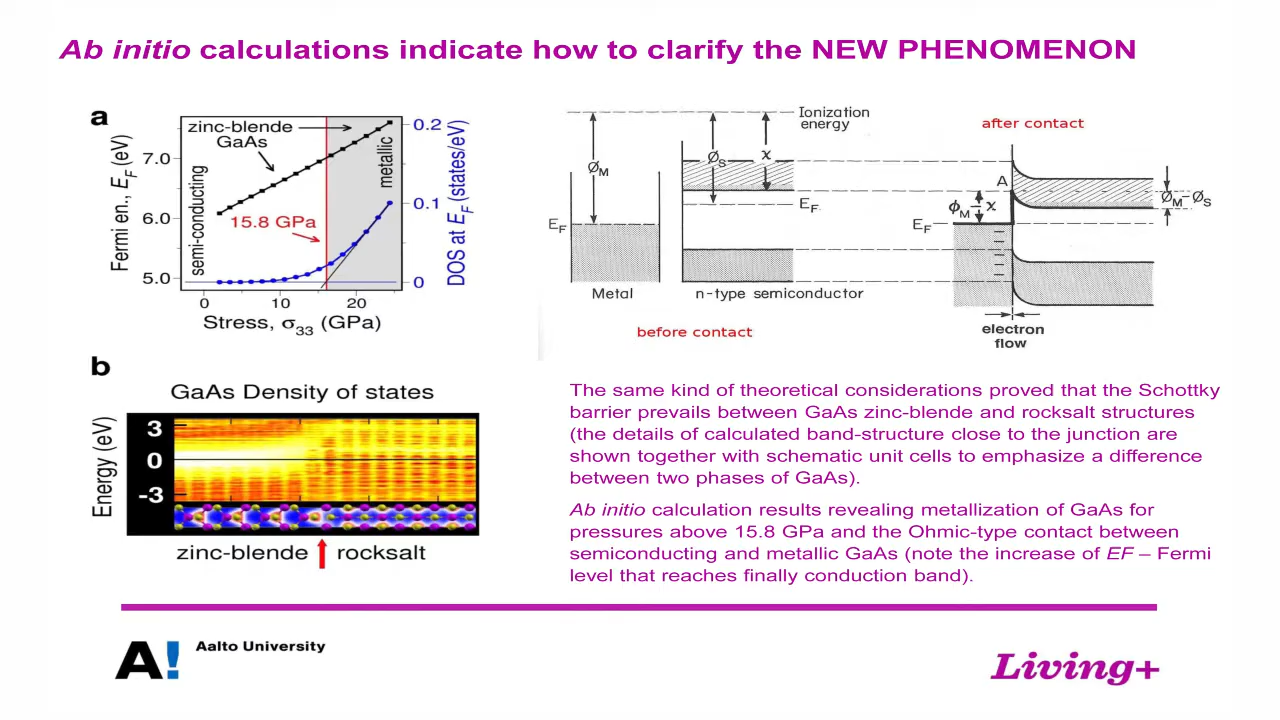 Ab initio calculations indicate how to clarify the NEW PHENOMENON
a
Fermi en., E_F (eV)
7.0
6.0
5.0
zinc-blende
GaAs
semi-conducting
15.8 GPa
metallic
0.2
0.1
0
DOS at E_F (states/eV)
0
10
20
Stress, σ33 (GPa)
Ionization
energy
ØM
ØS
χ
EF
EF
Metal
n-type semiconductor
before contact
after contact
A
ϕM – χ
EF
ØM–ØS
electron
flow
b
GaAs Density of states
Energy (eV)
3
0
-3
zinc-blende
rocksalt
The same kind of theoretical considerations proved that the Schottky
barrier prevails between GaAs zinc-blende and rocksalt structures
(the details of calculated band-structure close to the junction are
shown together with schematic unit cells to emphasize a difference
between two phases of GaAs).
Ab initio calculation results revealing metallization of GaAs for
pressures above 15.8 GPa and the Ohmic-type contact between
semiconducting and metallic GaAs (note the increase of EF – Fermi
level that reaches finally conduction band).
A!
Aalto University
Living+